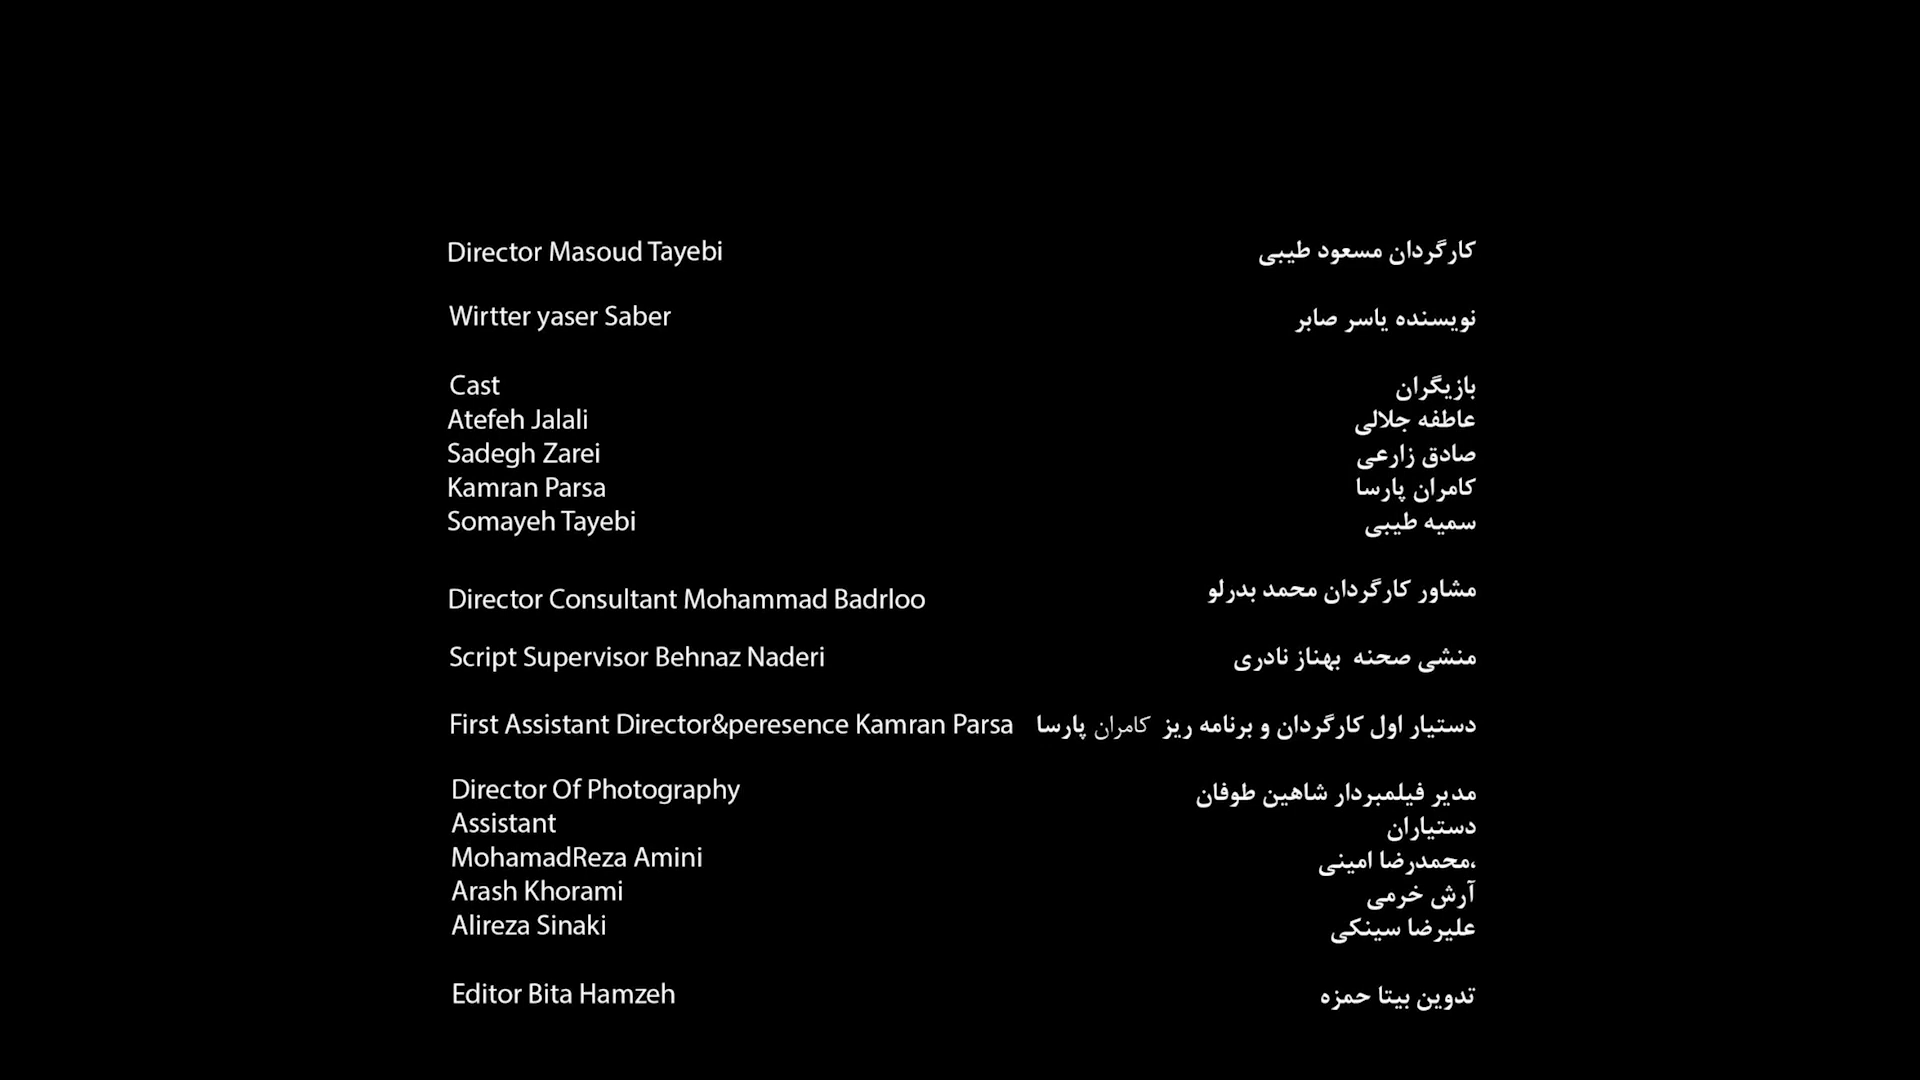 Director Masoud Tayebi
کارگردان مسعود طیبی
Wirtter yaser Saber
نویسنده یاسر صابر
Cast
بازیگران
Atefeh Jalali
عاطفه جلالی
Sadegh Zarei
صادق زارعی
Kamran Parsa
کامران پارسا
Somayeh Tayebi
سمیه طیبی
Director Consultant Mohammad Badrloo
مشاور کارگردان محمد بدرلو
Script Supervisor Behnaz Naderi
منشی صحنه بهناز نادری
First Assistant Director&peresence Kamran Parsa
دستیار اول کارگردان و برنامه ریز کامران پارسا
Director Of Photography
مدیر فیلمبردار شاهین طوفان
Assistant
دستیاران
MohamadReza Amini
،محمدرضا امینی
Arash Khorami
آرش خرمی
Alireza Sinaki
علیرضا سینکی
Editor Bita Hamzeh
تدوین بیتا حمزه